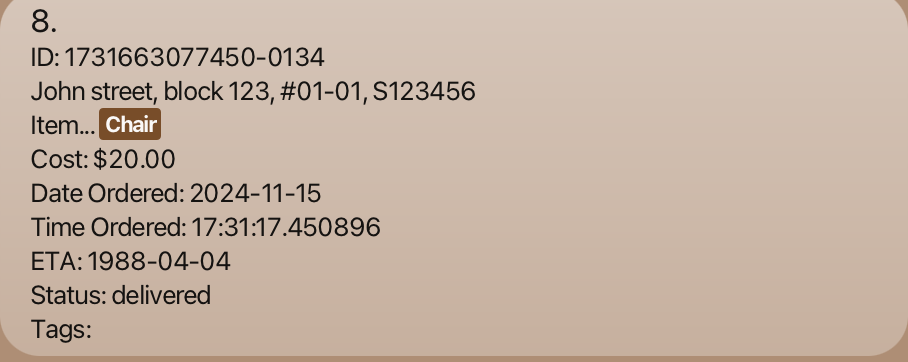 8.
ID: 1731663077450-0134
John street, block 123, #01-01, S123456
Item... Chair
Cost: $20.00
Date Ordered: 2024-11-15
Time Ordered: 17:31:17.450896
ETA: 1988-04-04
Status: delivered
Tags: